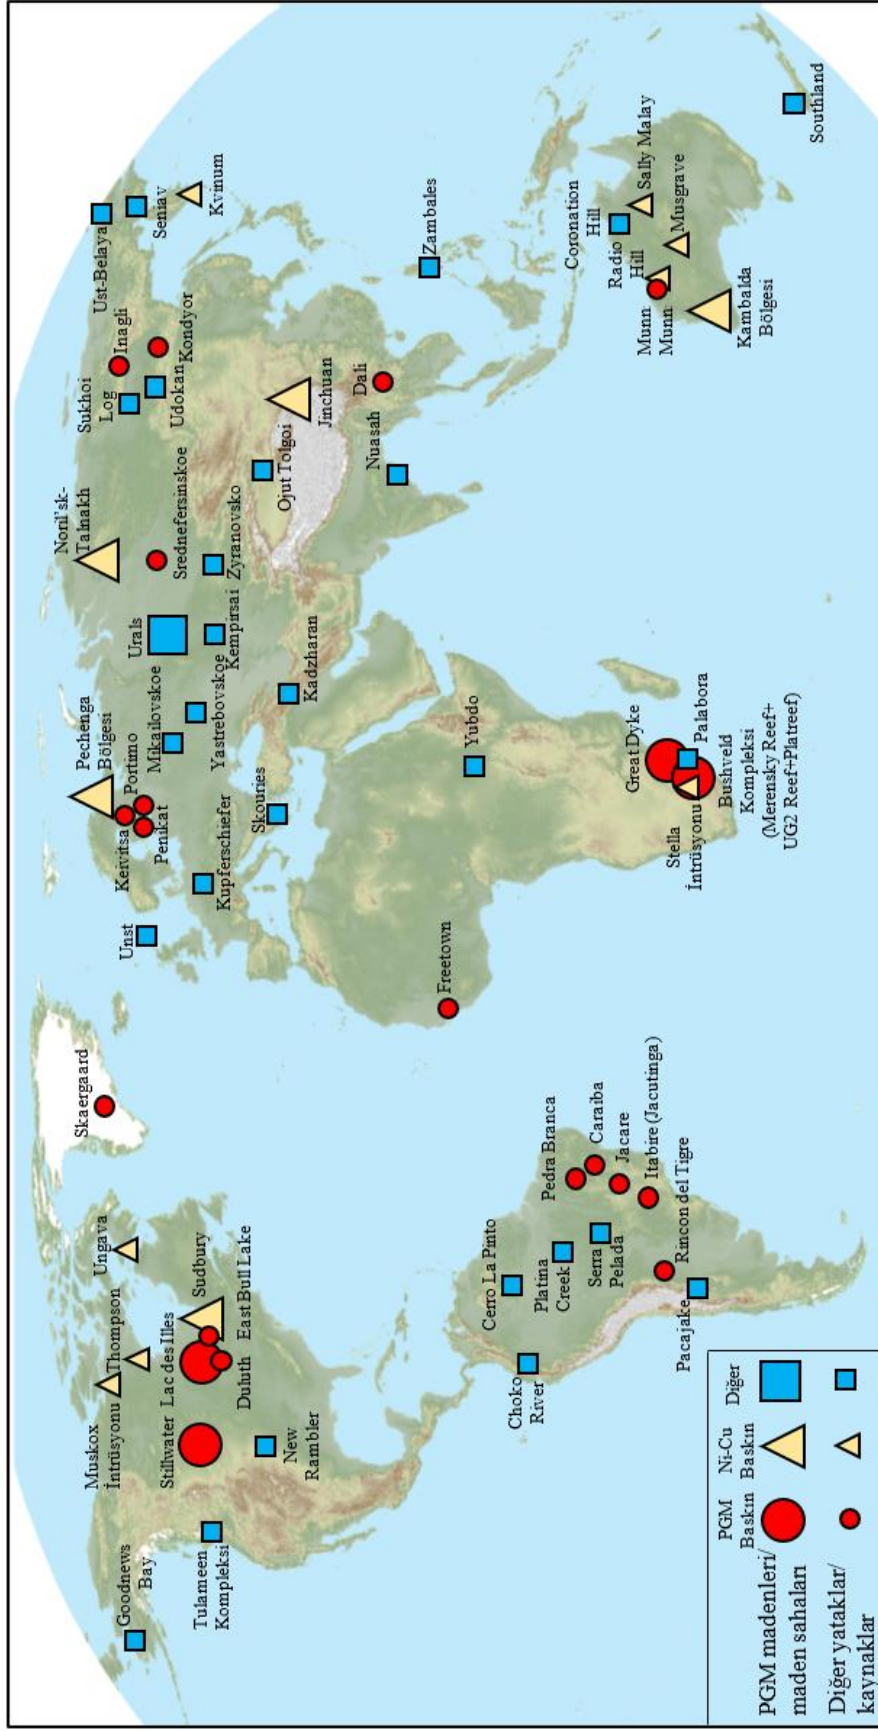 Goodnews
Bay
Tulameen
Kompleksi
Muskox
İntrüsyonu
Thompson
Ungava
Stillwater
Lac des Illes
Sudbury
East Bull Lake
Duluth
New
Rambler
Skaergaard
Unst
Kupferschiefer
Keivitsa
Penikat
Portimo
Pechenga
Bölgesi
Mikailovskoe
Yastrebovskoe
Skouries
Kadzharan
Urals
Kempirsai
Noril'sk-
Talnakh
Srednefersinskoe
Zyranovsko
Ojut Tolgoi
Sukhoi
Log
Inagli
Udokan
Kondyor
Ust-Belaya
Seniav
Kvinum
Jinchuan
Dali
Nuasah
Zambales
Freetown
Yubdo
Great Dyke
Palabora
Stella
İntrüsyonu
Bushveld
Kompleksi
(Merensky Reef+
UG2 Reef+Platreef)
Choko
River
Cerro La Pinto
Platina
Creek
Serra
Pelada
Pedra Branca
Caraiba
Jacare
Itabire (Jacutinga)
Rincon del Tigre
Pacajake
Coronation
Hill
Radio
Hill
Munn
Munn
Sally Malay
Musgrave
Kambalda
Bölgesi
Southland
PGM
Baskın
Ni-Cu
Baskın
Diğer
PGM madenleri/
maden sahaları
Diğer yataklar/
kaynaklar